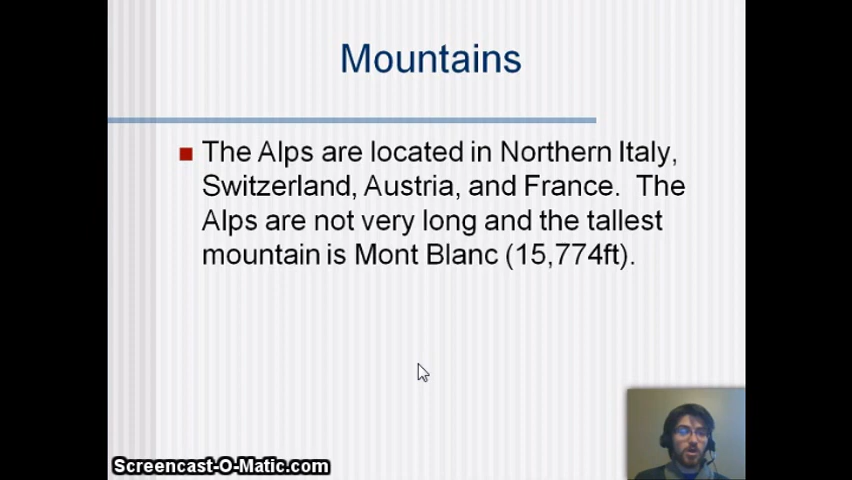 Mountains
The Alps are located in Northern Italy,
Switzerland, Austria, and France.  The
Alps are not very long and the tallest
mountain is Mont Blanc (15,774ft).
Screencast-O-Matic.com